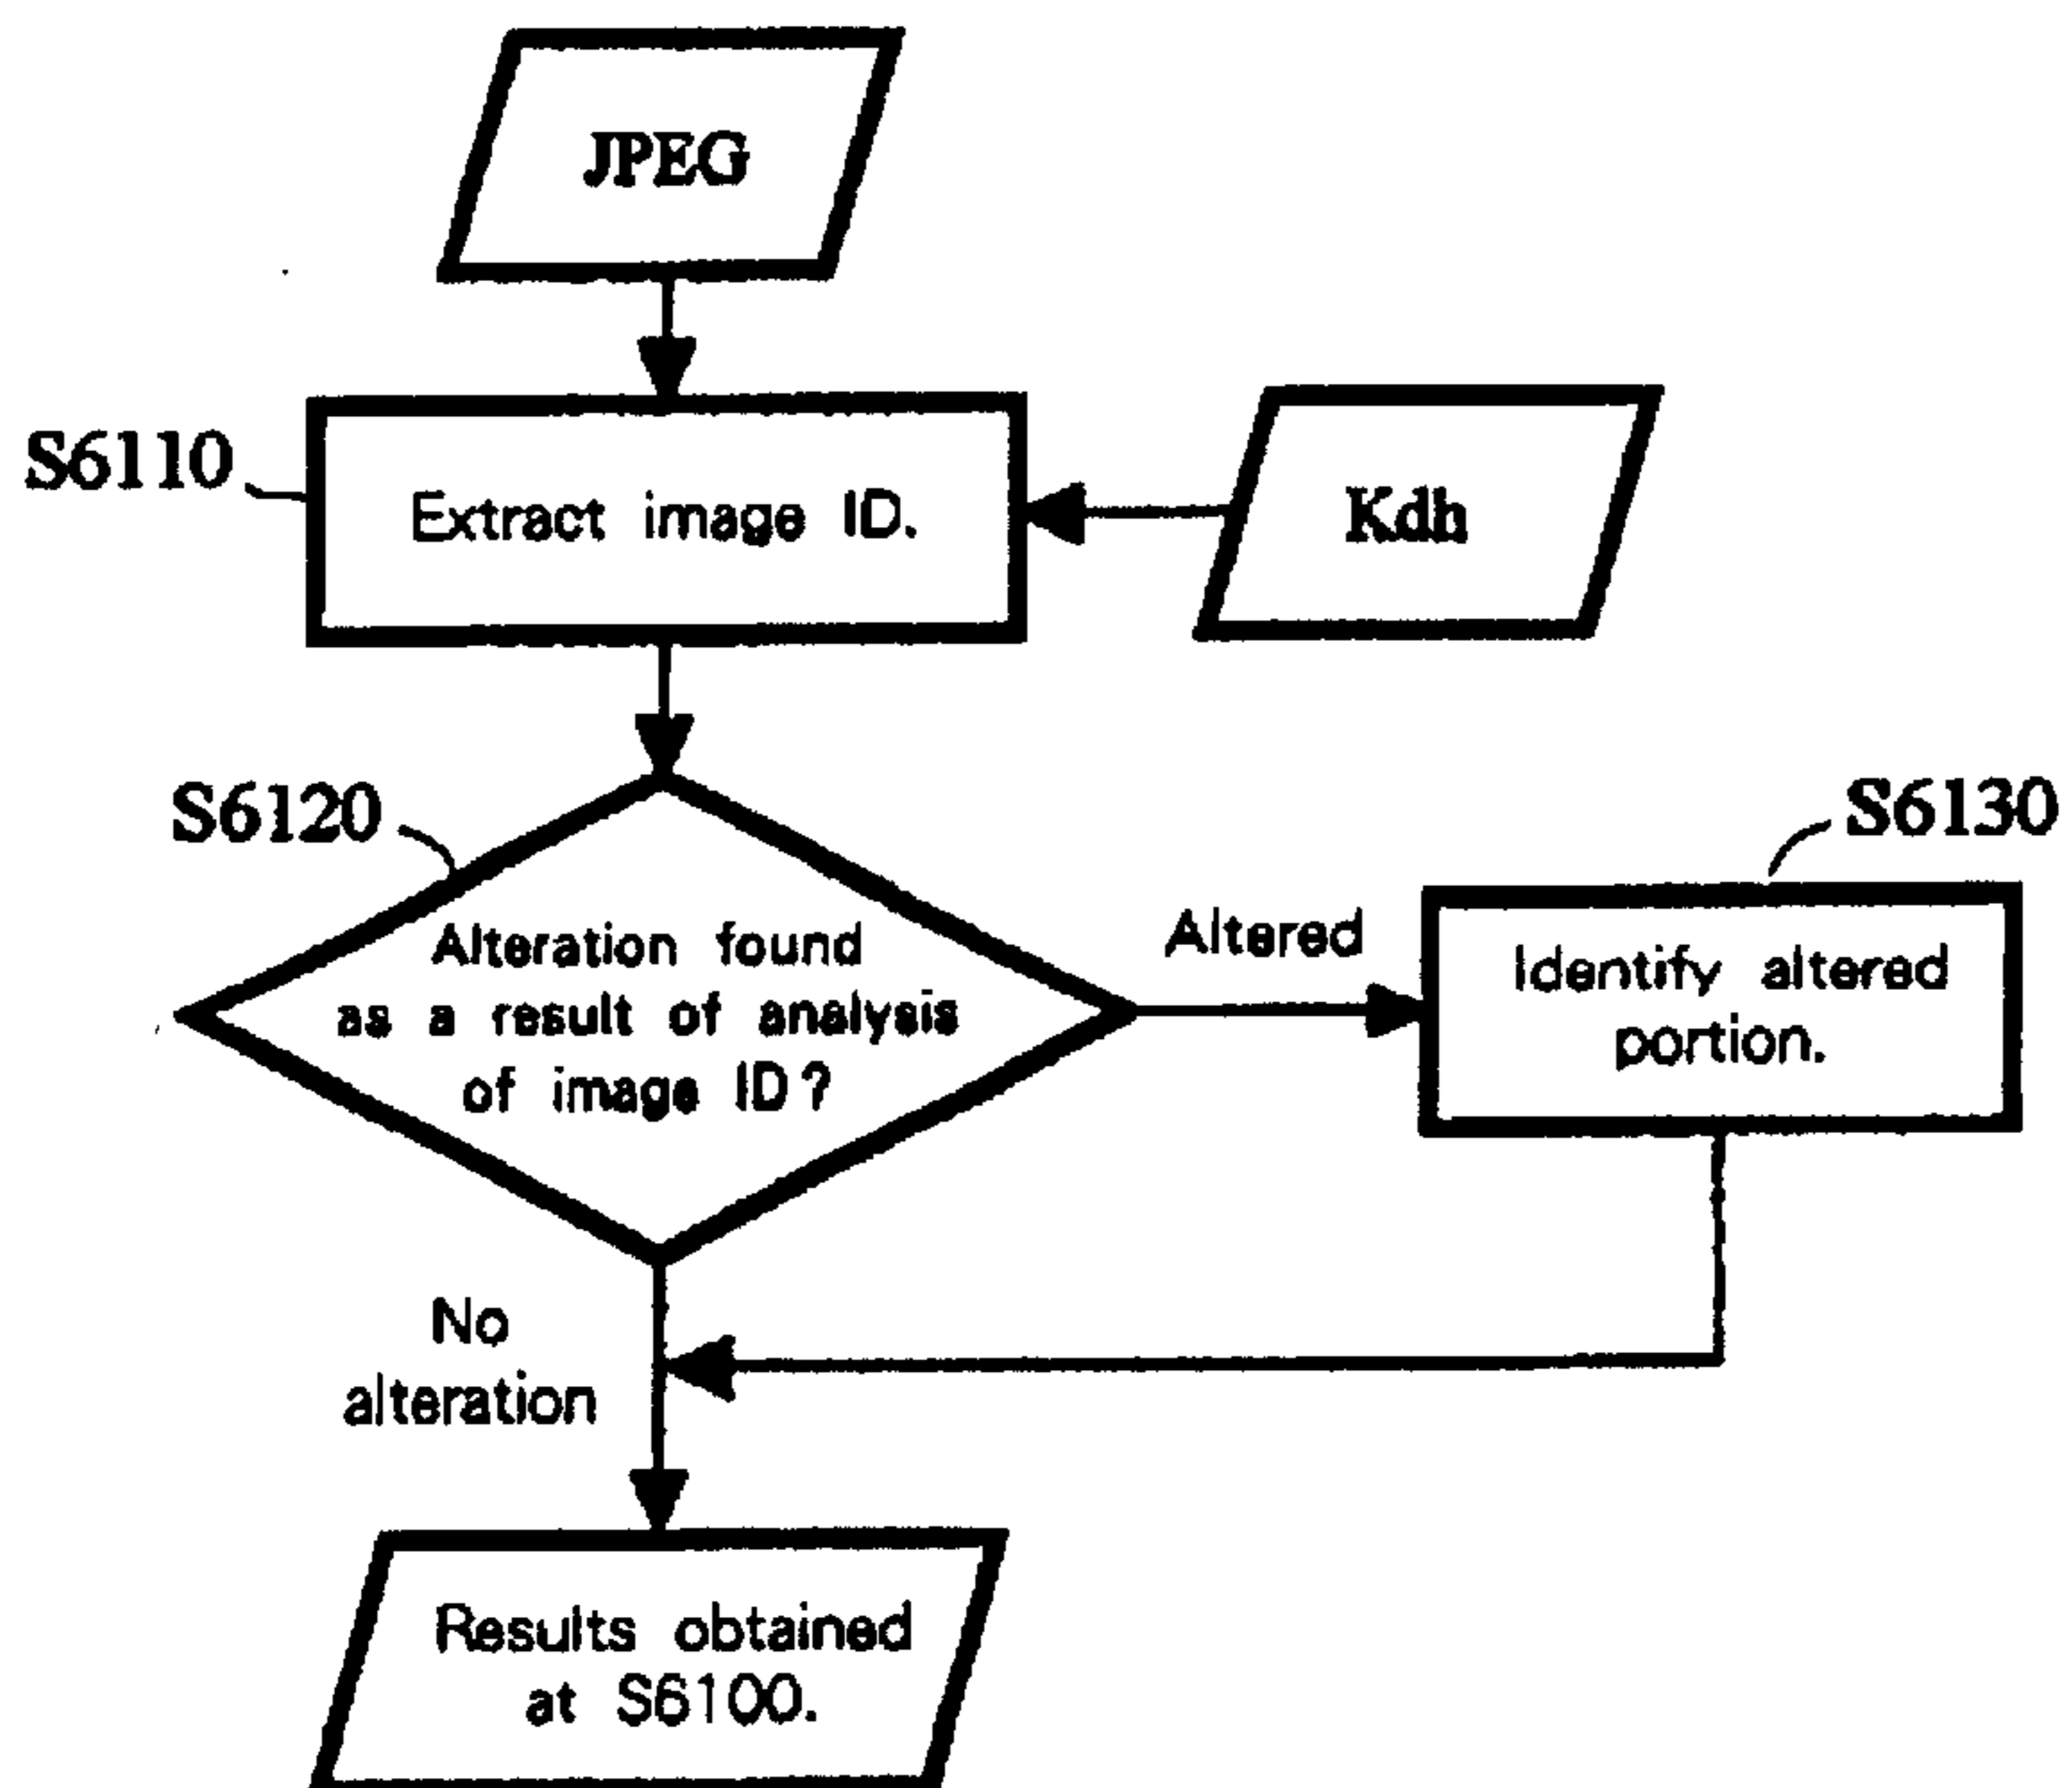 JPEG
S6110
Extract image ID.
Kdh
S6120
S6130
Alteration found
as a result of analysis
of image ID?
Altered
Identify altered
portion.
No
alteration
Results obtained
at S6100.